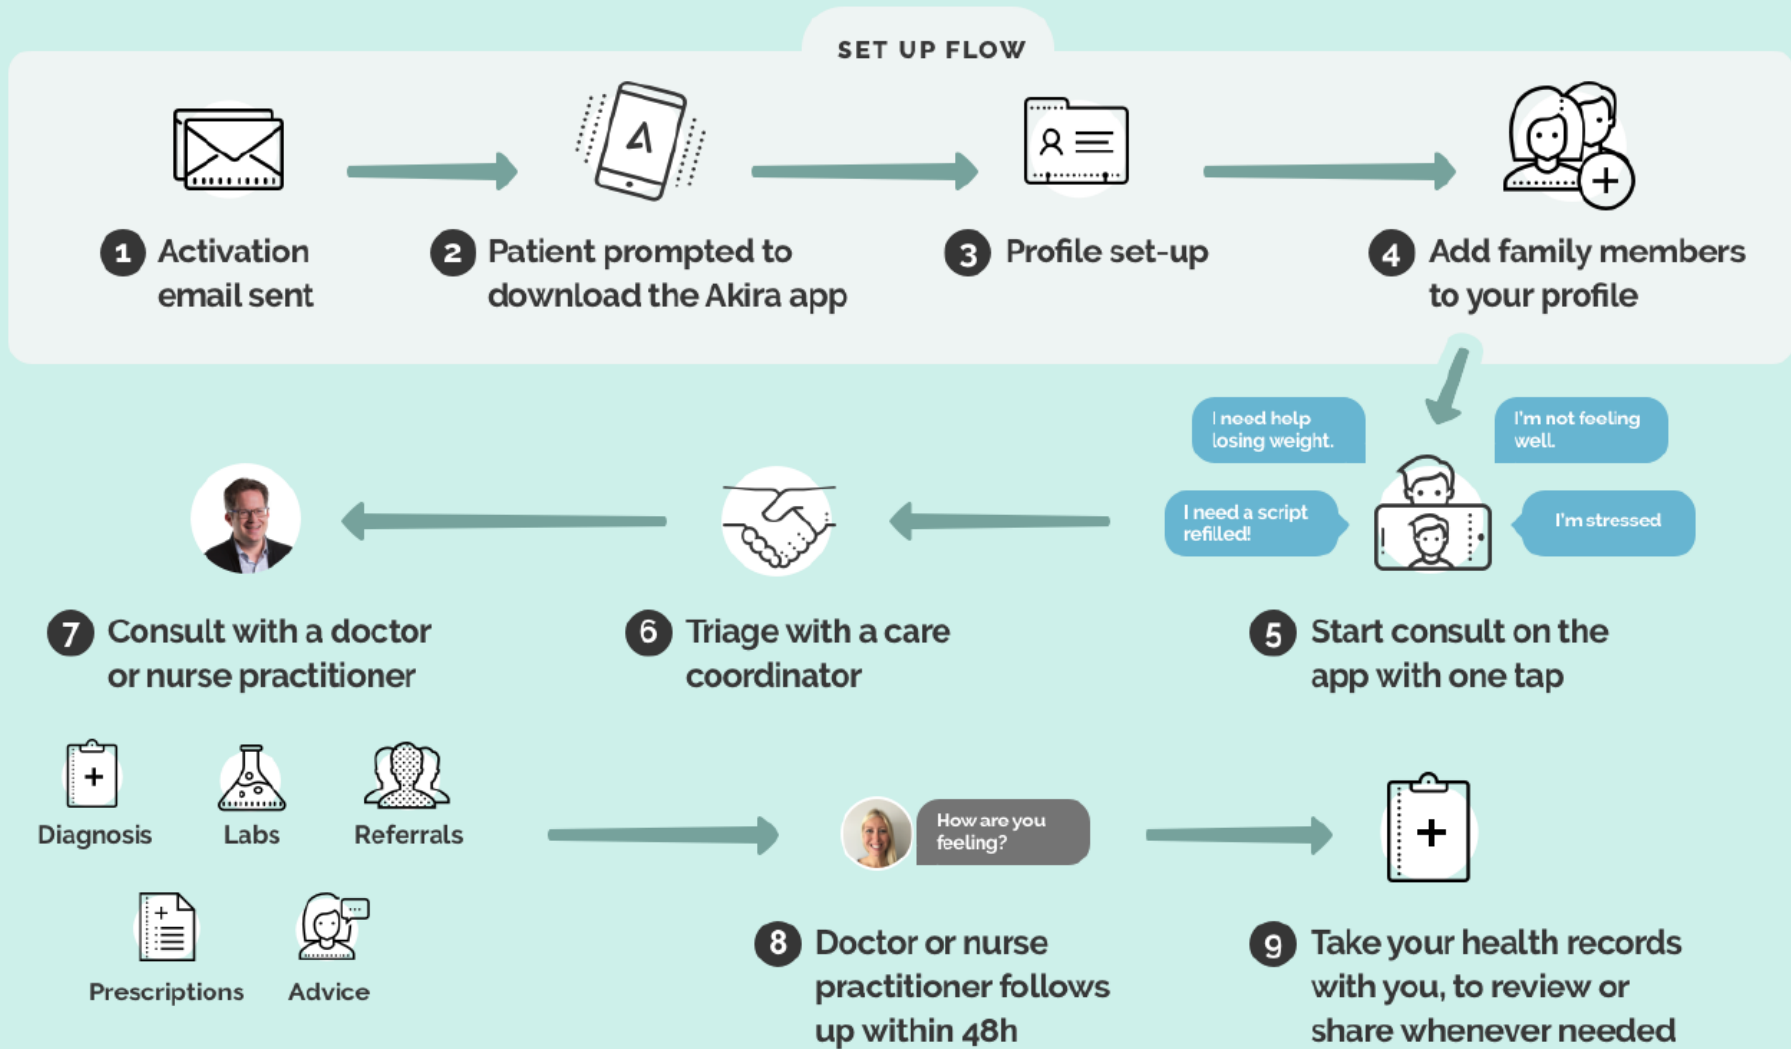 SET UP FLOW
1 Activation
email sent
2 Patient prompted to
download the Akira app
3 Profile set-up
4 Add family members
to your profile
I need help
losing weight.
I'm not feeling
well.
I need a script
refilled!
I'm stressed
5 Start consult on the
app with one tap
6 Triage with a care
coordinator
7 Consult with a doctor
or nurse practitioner
Diagnosis
Labs
Referrals
Prescriptions
Advice
How are you
feeling?
8 Doctor or nurse
practitioner follows
up within 48h
9 Take your health records
with you, to review or
share whenever needed